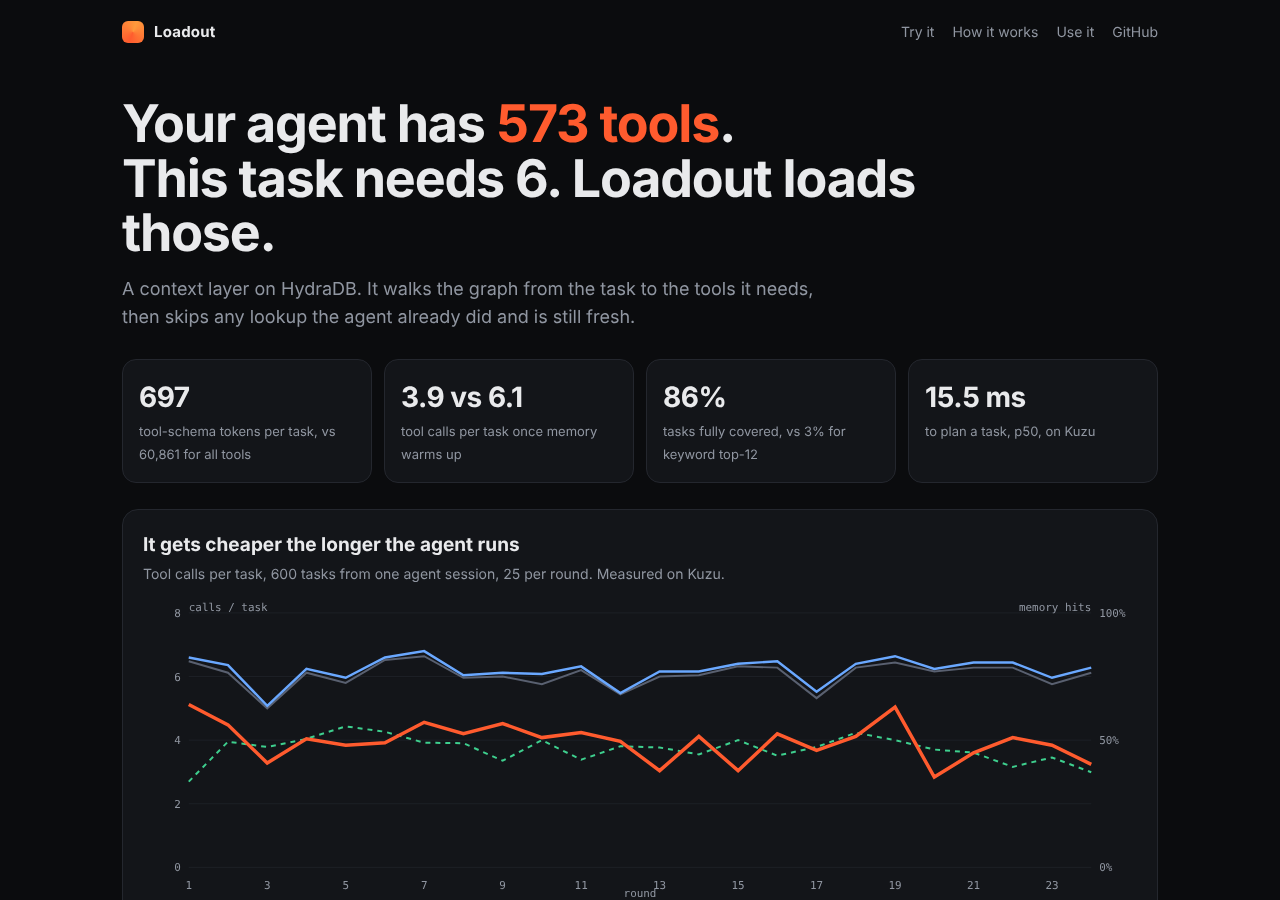 Loadout
Try it How it works Use it GitHub
Your agent has 573 tools.
This task needs 6. Loadout loads
those.
A context layer on HydraDB. It walks the graph from the task to the tools it needs,
then skips any lookup the agent already did and is still fresh.
697
tool-schema tokens per task, vs
60,861 for all tools
3.9 vs 6.1
tool calls per task once memory
warms up
86%
tasks fully covered, vs 3% for
keyword top-12
15.5 ms
to plan a task, p50, on Kuzu
It gets cheaper the longer the agent runs
Tool calls per task, 600 tasks from one agent session, 25 per round. Measured on Kuzu.
calls / task
memory hits
8
6
4
2
0
100%
50%
0%
1 3 5 7 9 11 13 15 17 19 21 23
round